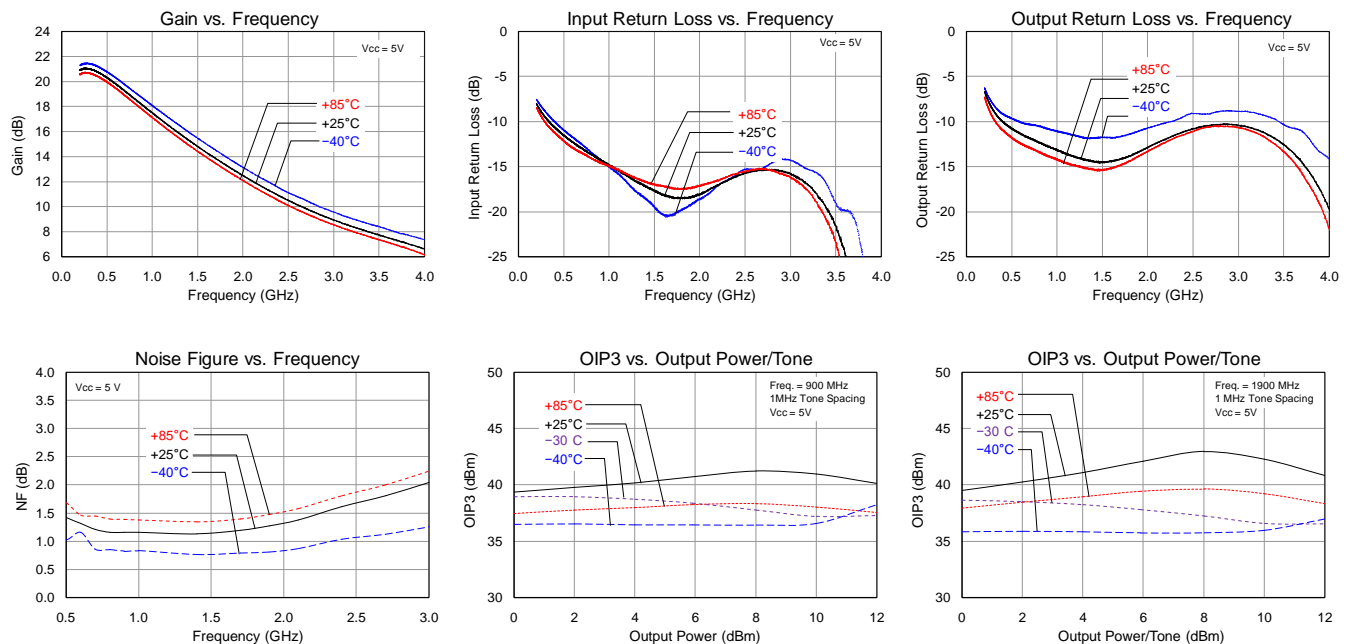 Gain vs. Frequency
Gain (dB)
24
22
20
18
16
14
12
10
8
6
Vcc = 5V
+85°C
+25°C
−40°C
0.0 0.5 1.0 1.5 2.0 2.5 3.0 3.5 4.0
Frequency (GHz)
Input Return Loss vs. Frequency
Input Return Loss (dB)
0
-5
-10
-15
-20
-25
Vcc = 5V
+85°C
+25°C
−40°C
0.0 0.5 1.0 1.5 2.0 2.5 3.0 3.5 4.0
Frequency (GHz)
Output Return Loss vs. Frequency
Output Return Loss (dB)
0
-5
-10
-15
-20
-25
Vcc = 5V
+85°C
+25°C
−40°C
0.0 0.5 1.0 1.5 2.0 2.5 3.0 3.5 4.0
Frequency (GHz)
Noise Figure vs. Frequency
NF (dB)
4.0
3.5
3.0
2.5
2.0
1.5
1.0
0.5
0.0
Vcc = 5 V
+85°C
+25°C
−40°C
0.5 1.0 1.5 2.0 2.5 3.0
Frequency (GHz)
OIP3 vs. Output Power/Tone
OIP3 (dBm)
50
45
40
35
30
Freq. = 900 MHz
1MHz Tone Spacing
Vcc = 5V
+85°C
+25°C
−30 C
−40°C
0 2 4 6 8 10 12
Output Power (dBm)
OIP3 vs. Output Power/Tone
OIP3 (dBm)
50
45
40
35
30
Freq. = 1900 MHz
1 MHz Tone Spacing
Vcc = 5V
+85°C
+25°C
−30 C
−40°C
0 2 4 6 8 10 12
Output Power/Tone (dBm)